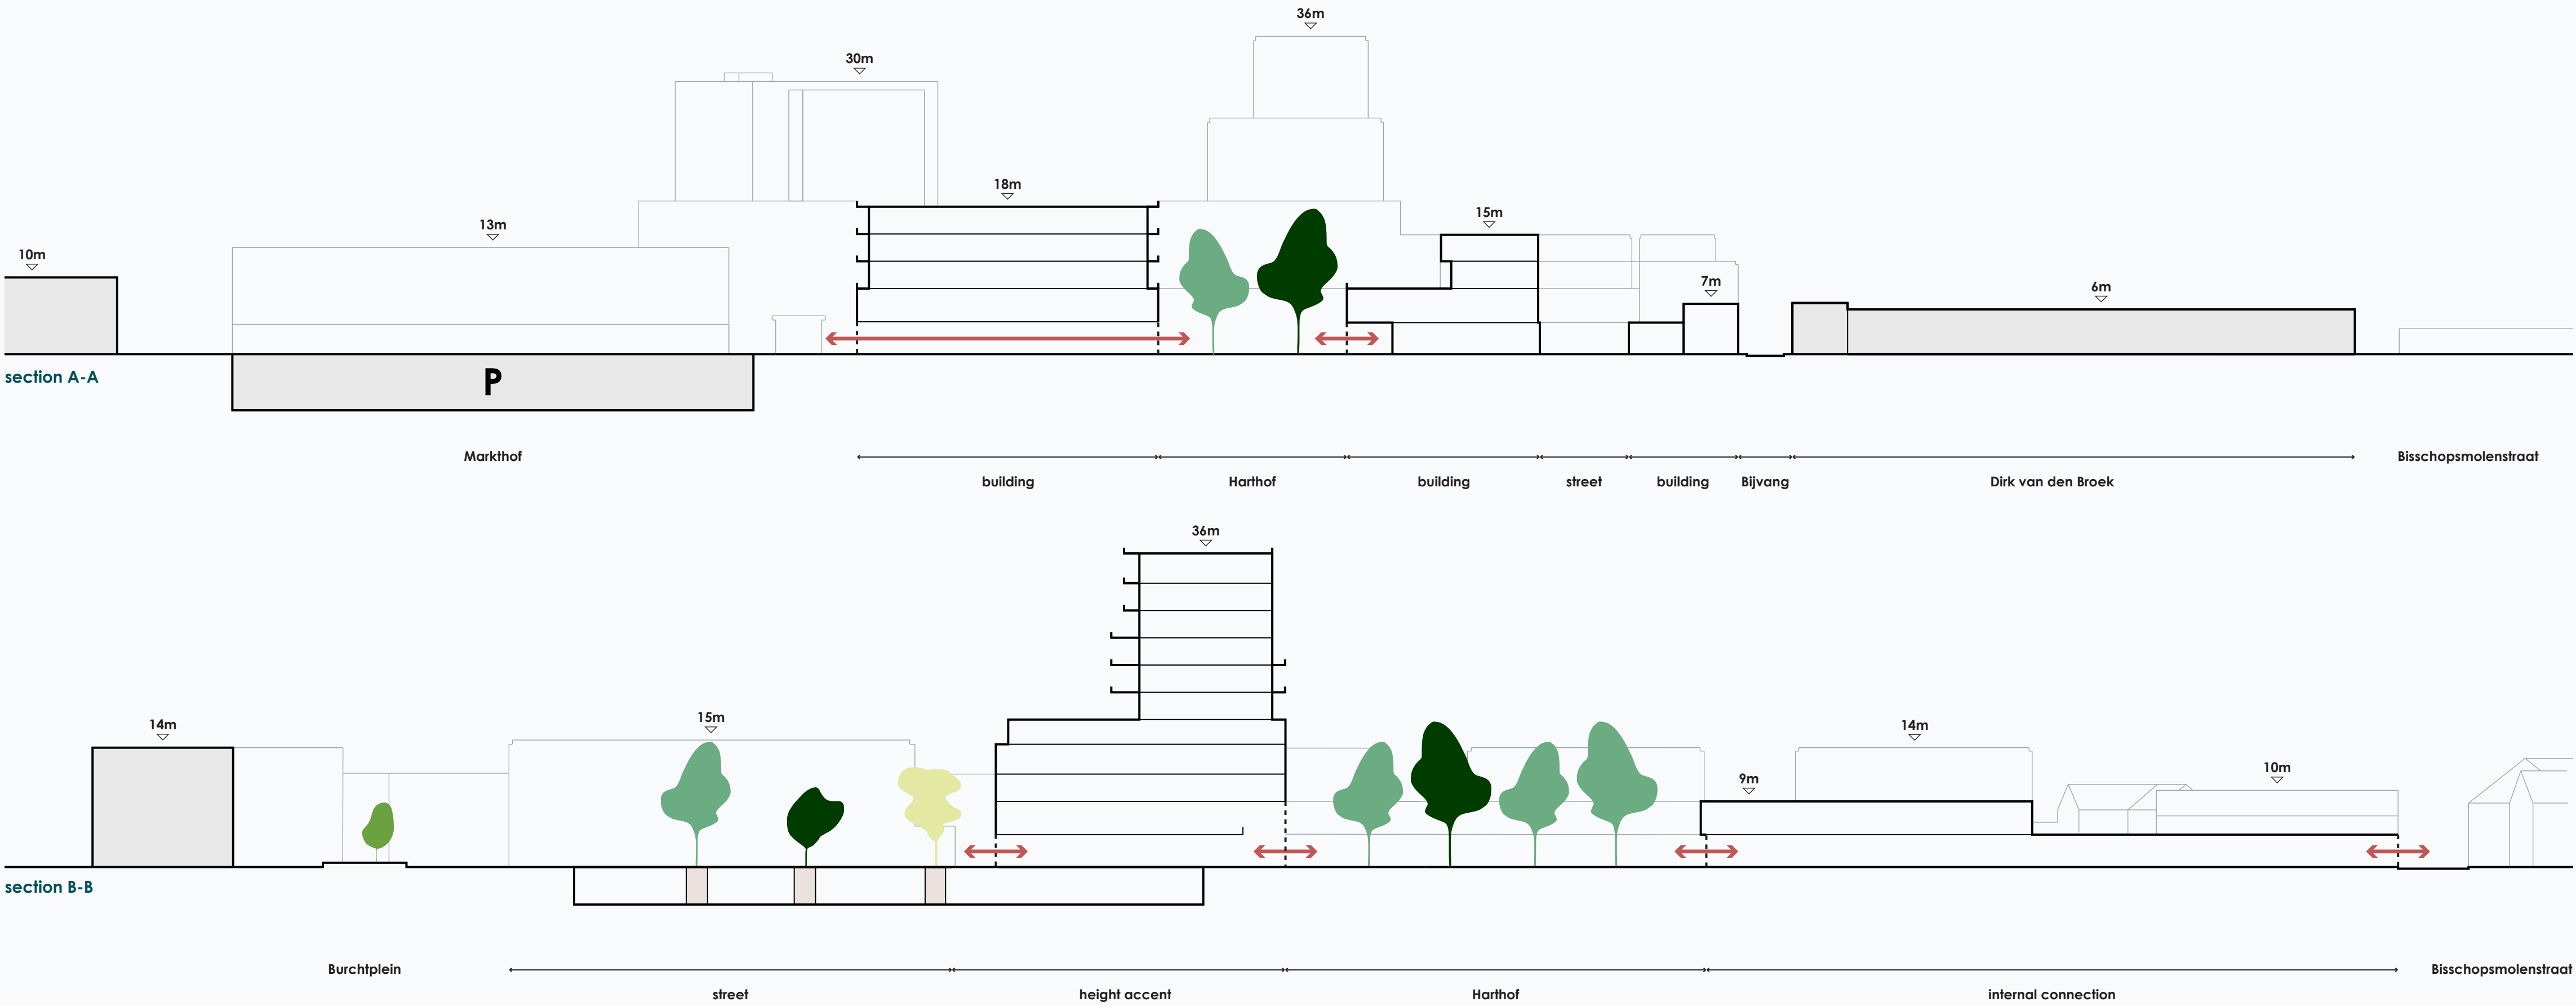 36m
30m
18m
13m
15m
10m
7m
6m
section A-A
P
Markthof
Bisschopsmolenstraat
building
Harthof
building
street
building
Bijvang
Dirk van den Broek
36m
14m
15m
14m
9m
10m
section B-B
Burchtplein
Bisschopsmolenstraat
street
height accent
Harthof
internal connection